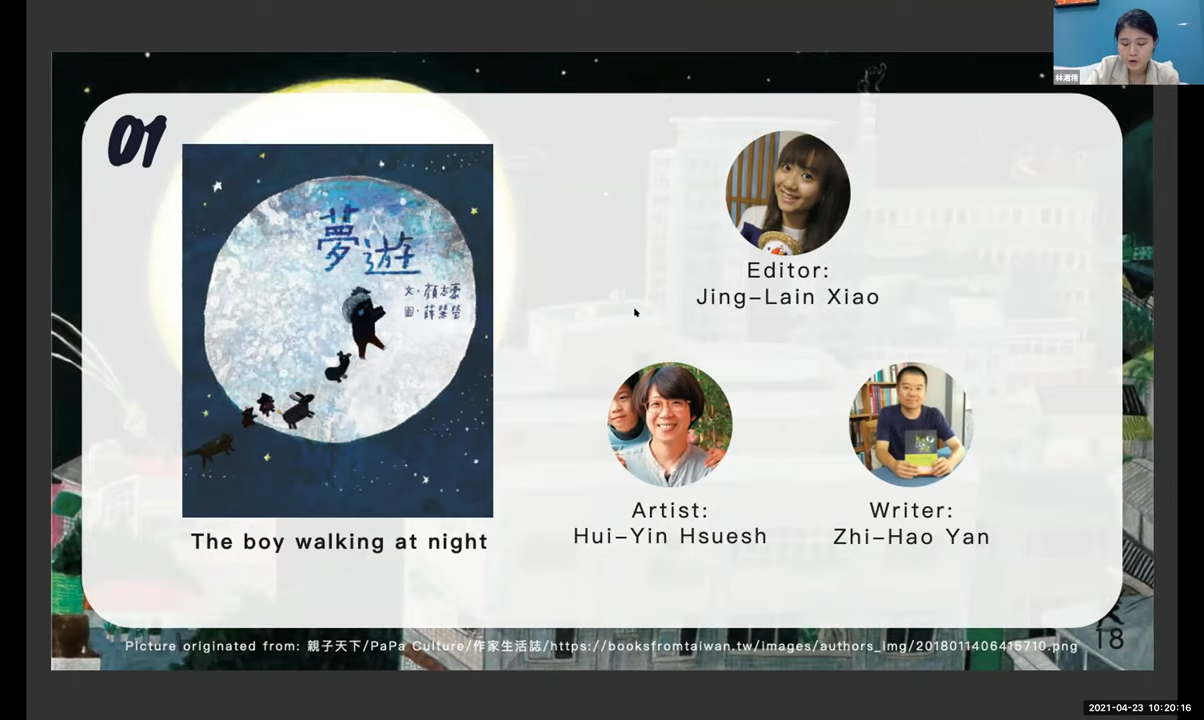 01
夢遊
文·顏志豪
圖·薛慧瑩
The boy walking at night
Editor:
Jing-Lain Xiao
Artist:
Hui-Yin Hsuesh
Writer:
Zhi-Hao Yan
Picture originated from: 親子天下/PaPa Culture/作家生活誌/https://booksfromtaiwan.tw/images/authors_img/2018011406415710.png
18
林湘悕
2021-04-23 10:20:16